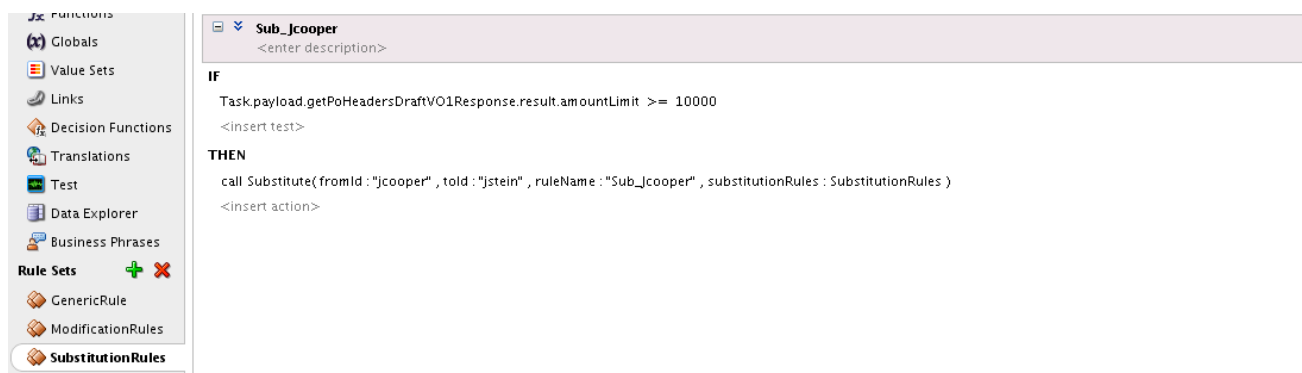 Functions
Globals
Value Sets
Links
Decision Functions
Translations
Test
Data Explorer
Business Phrases
Rule Sets
GenericRule
ModificationRules
SubstitutionRules
Sub_Jcooper
<enter description>
IF
Task.payload.getPoHeadersDraftVO1Response.result.amountLimit >= 10000
<insert test>
THEN
call Substitute( fromId : "jcooper" , toId : "jstein" , ruleName : "Sub_Jcooper" , substitutionRules : SubstitutionRules )
<insert action>